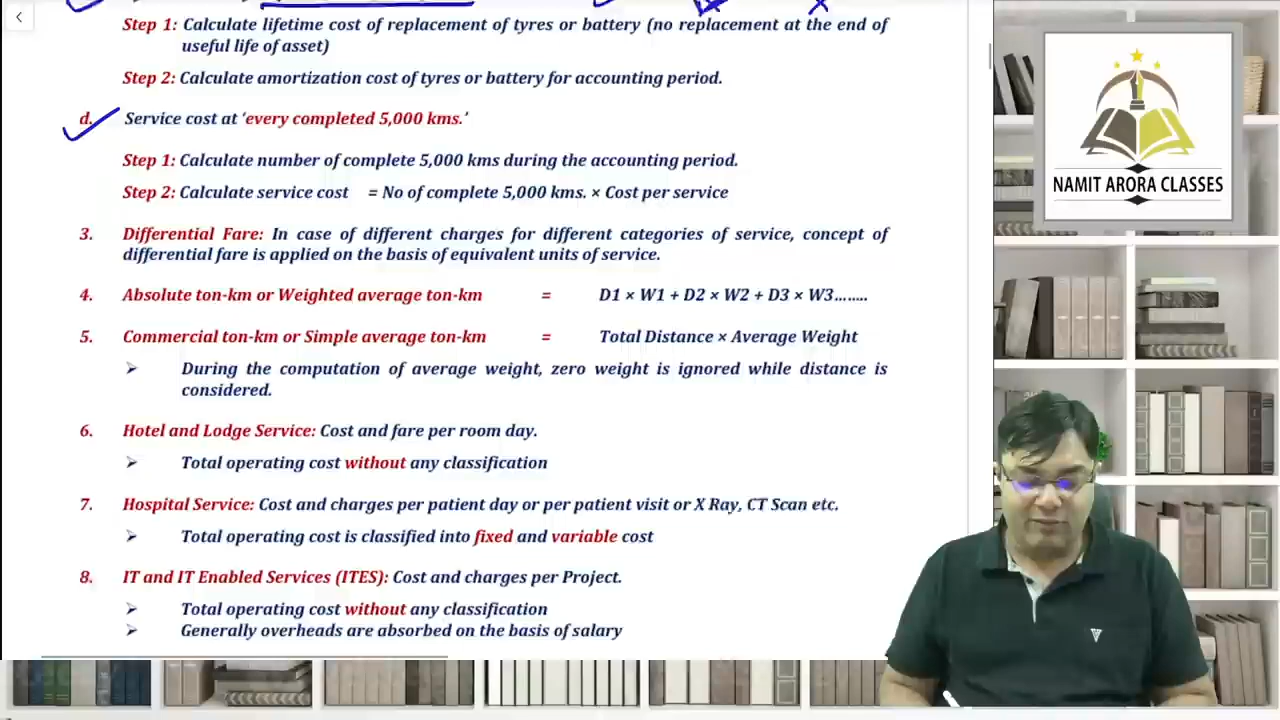 Step 1: Calculate lifetime cost of replacement of tyres or battery (no replacement at the end of
useful life of asset)
Step 2: Calculate amortization cost of tyres or battery for accounting period.
d. Service cost at ‘every completed 5,000 kms.’
Step 1: Calculate number of complete 5,000 kms during the accounting period.
Step 2: Calculate service cost = No of complete 5,000 kms. × Cost per service
3. Differential Fare: In case of different charges for different categories of service, concept of
differential fare is applied on the basis of equivalent units of service.
4. Absolute ton-km or Weighted average ton-km = D1 × W1 + D2 × W2 + D3 × W3........
5. Commercial ton-km or Simple average ton-km = Total Distance × Average Weight
➢ During the computation of average weight, zero weight is ignored while distance is
considered.
6. Hotel and Lodge Service: Cost and fare per room day.
➢ Total operating cost without any classification
7. Hospital Service: Cost and charges per patient day or per patient visit or X Ray, CT Scan etc.
➢ Total operating cost is classified into fixed and variable cost
8. IT and IT Enabled Services (ITES): Cost and charges per Project.
➢ Total operating cost without any classification
➢ Generally overheads are absorbed on the basis of salary
NAMIT ARORA CLASSES